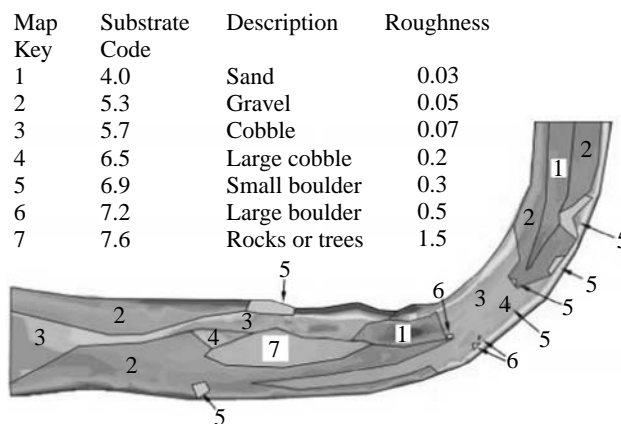 Map Substrate Description Roughness
Key Code
1 4.0 Sand 0.03
2 5.3 Gravel 0.05
3 5.7 Cobble 0.07
4 6.5 Large cobble 0.2
5 6.9 Small boulder 0.3
6 7.2 Large boulder 0.5
7 7.6 Rocks or trees 1.5
1 2
2
5
5 6
3
4 5
2 3 5
3 4 1 5
7 6
2
5